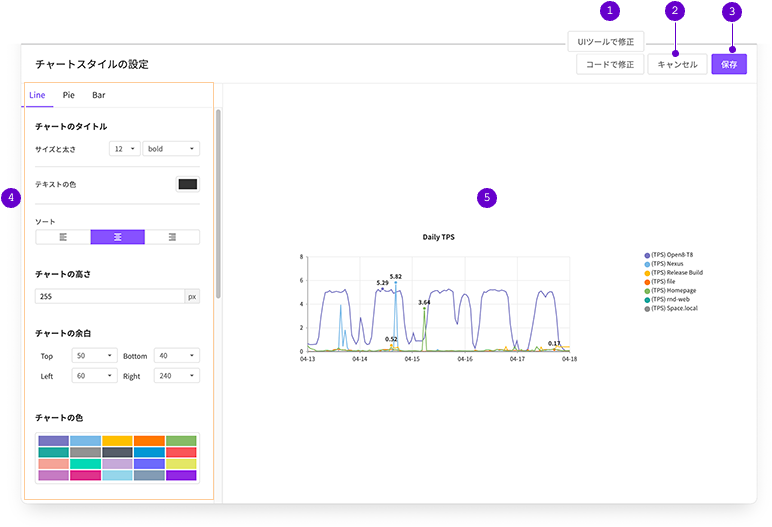 1
2
3
UIツールで修正
チャートスタイルの設定
コードで修正
キャンセル
保存
Line
Pie
Bar
チャートのタイトル
サイズと太さ
12
bold
テキストの色
4
ソート
チャートの高さ
255
px
チャートの余白
Top
50
Bottom
40
Left
60
Right
240
チャートの色
5
Daily TPS
8
6
4
2
0
5.29
5.82
3.64
0.52
0.17
04-13
04-14
04-15
04-16
04-17
04-18
(TPS) Open8-T8
(TPS) Nexus
(TPS) Release Build
(TPS) file
(TPS) Homepage
(TPS) rnd-web
(TPS) Space.local